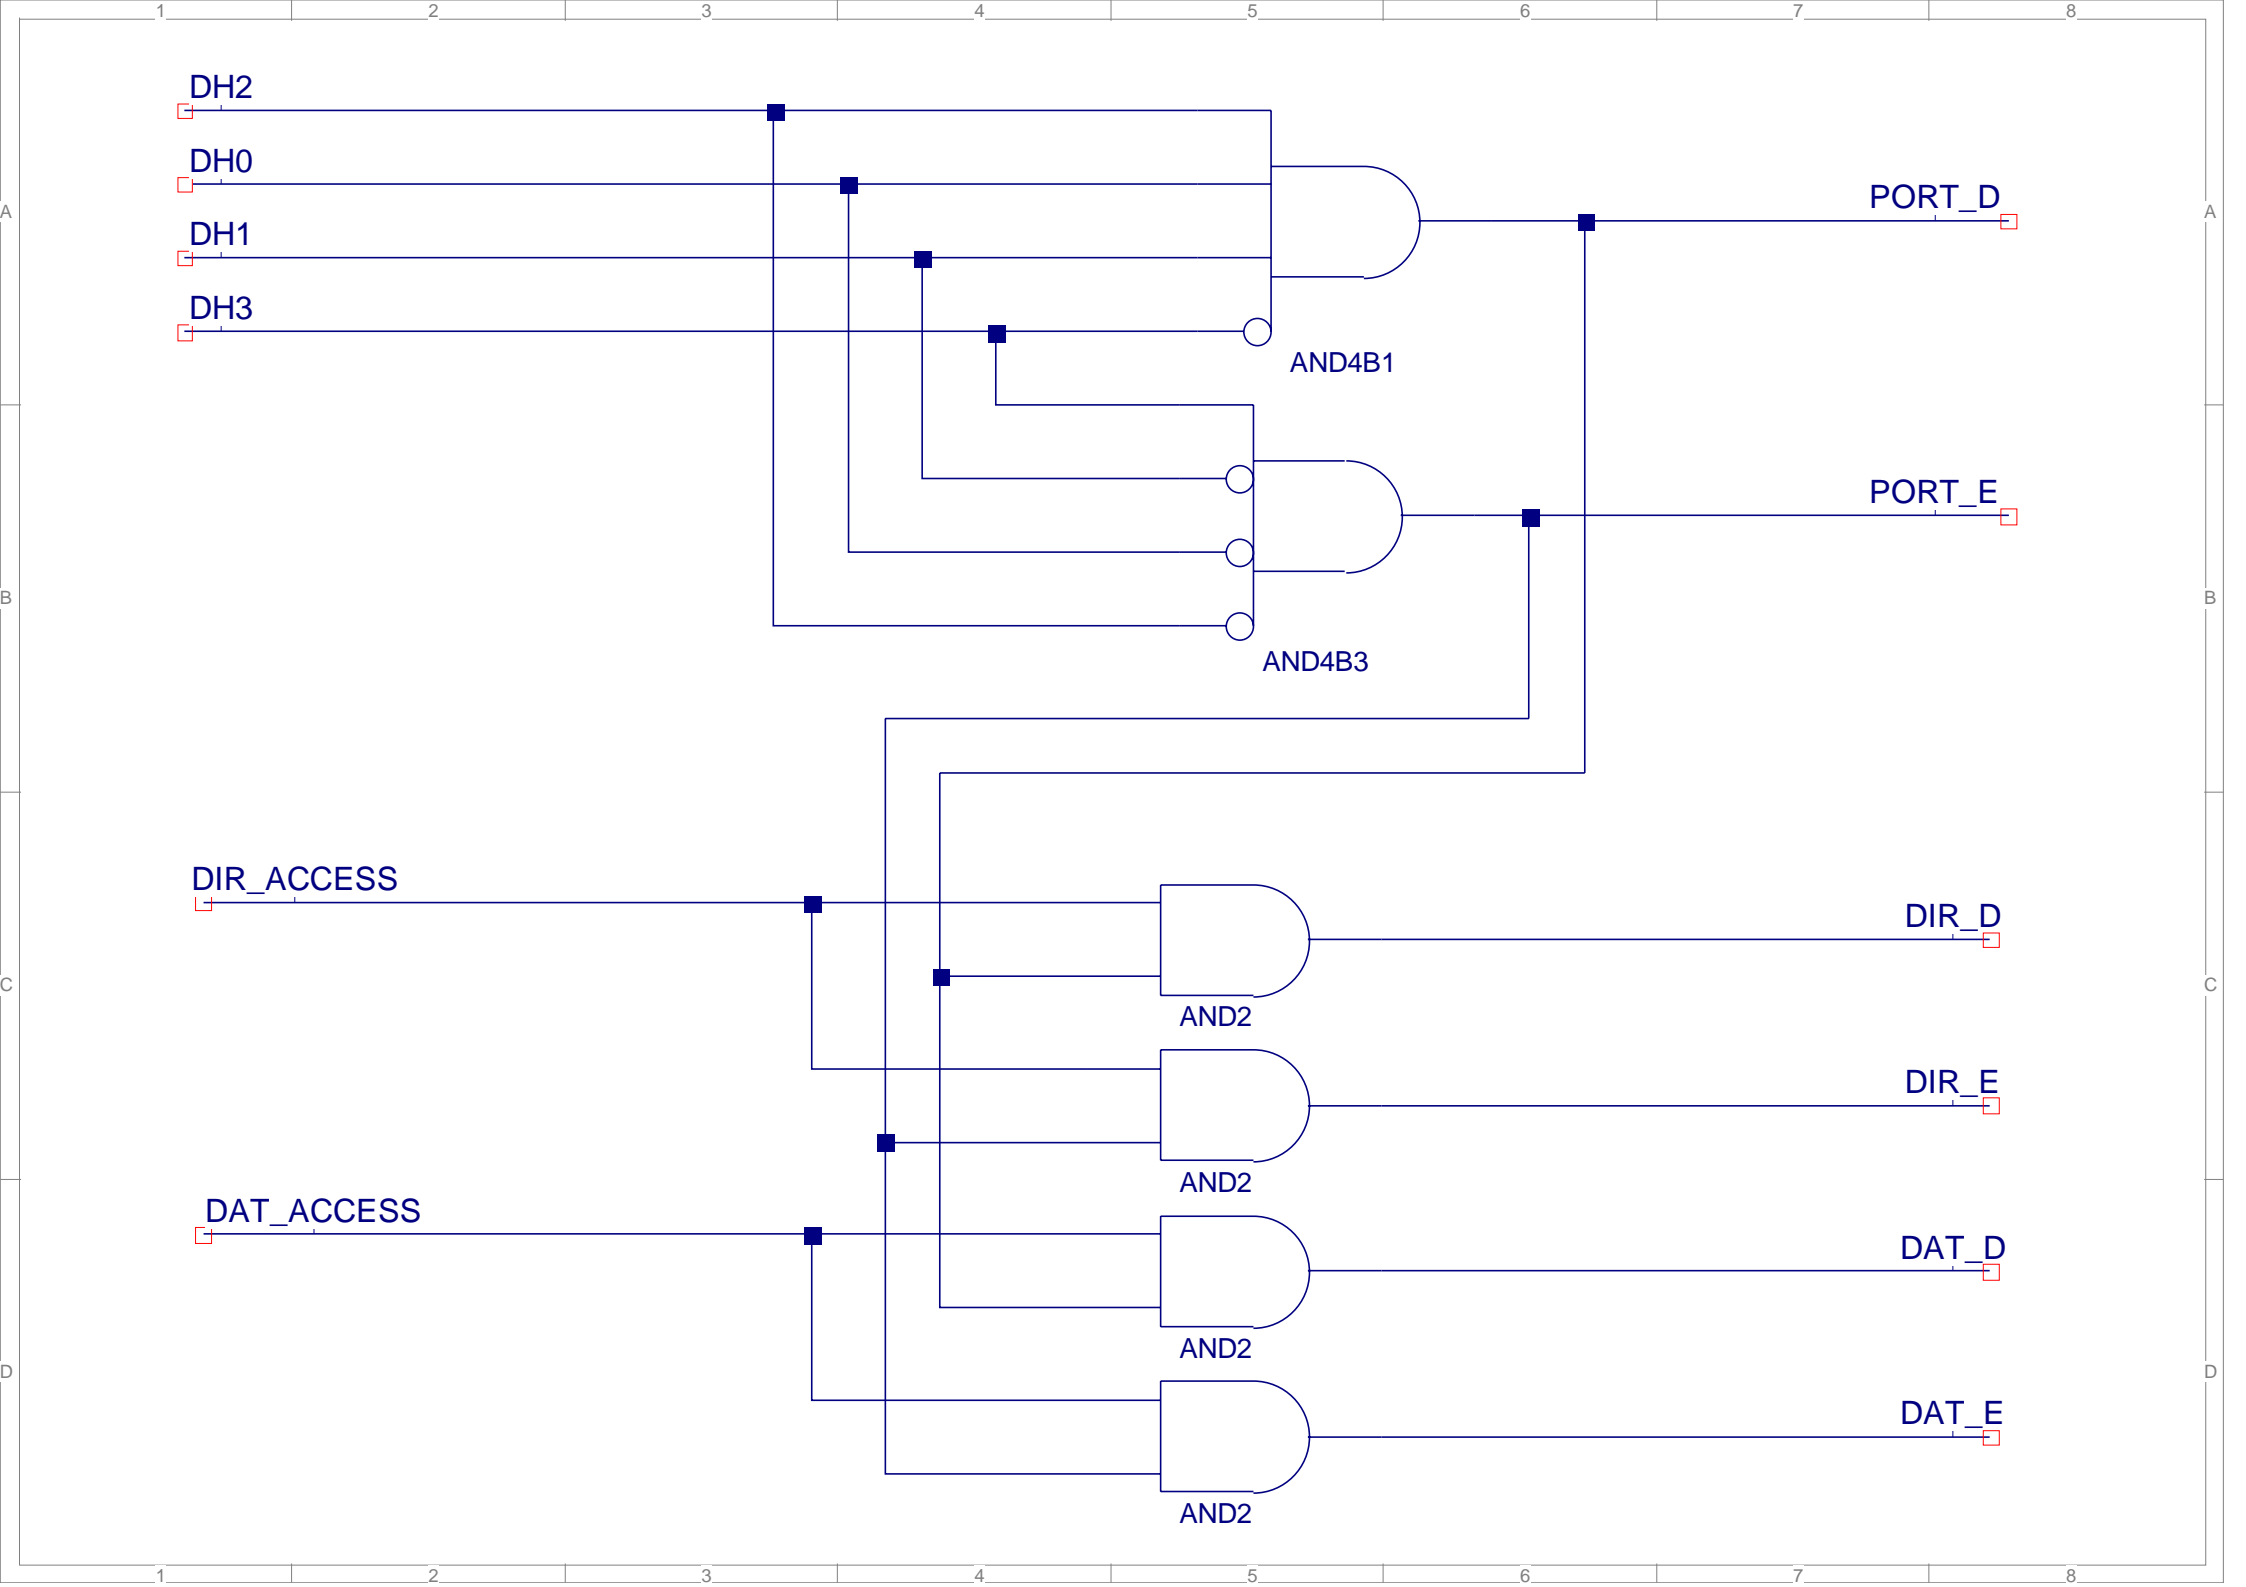 1 2 3 4 5 6 7 8
DH2
DH0
PORT_D
A A
DH1
DH3
AND4B1
PORT_E
B B
AND4B3
DIR_ACCESS
DIR_D
C C
AND2
DIR_E
AND2
DAT_ACCESS
DAT_D
AND2
D D
DAT_E
AND2
1 2 3 4 5 6 7 8